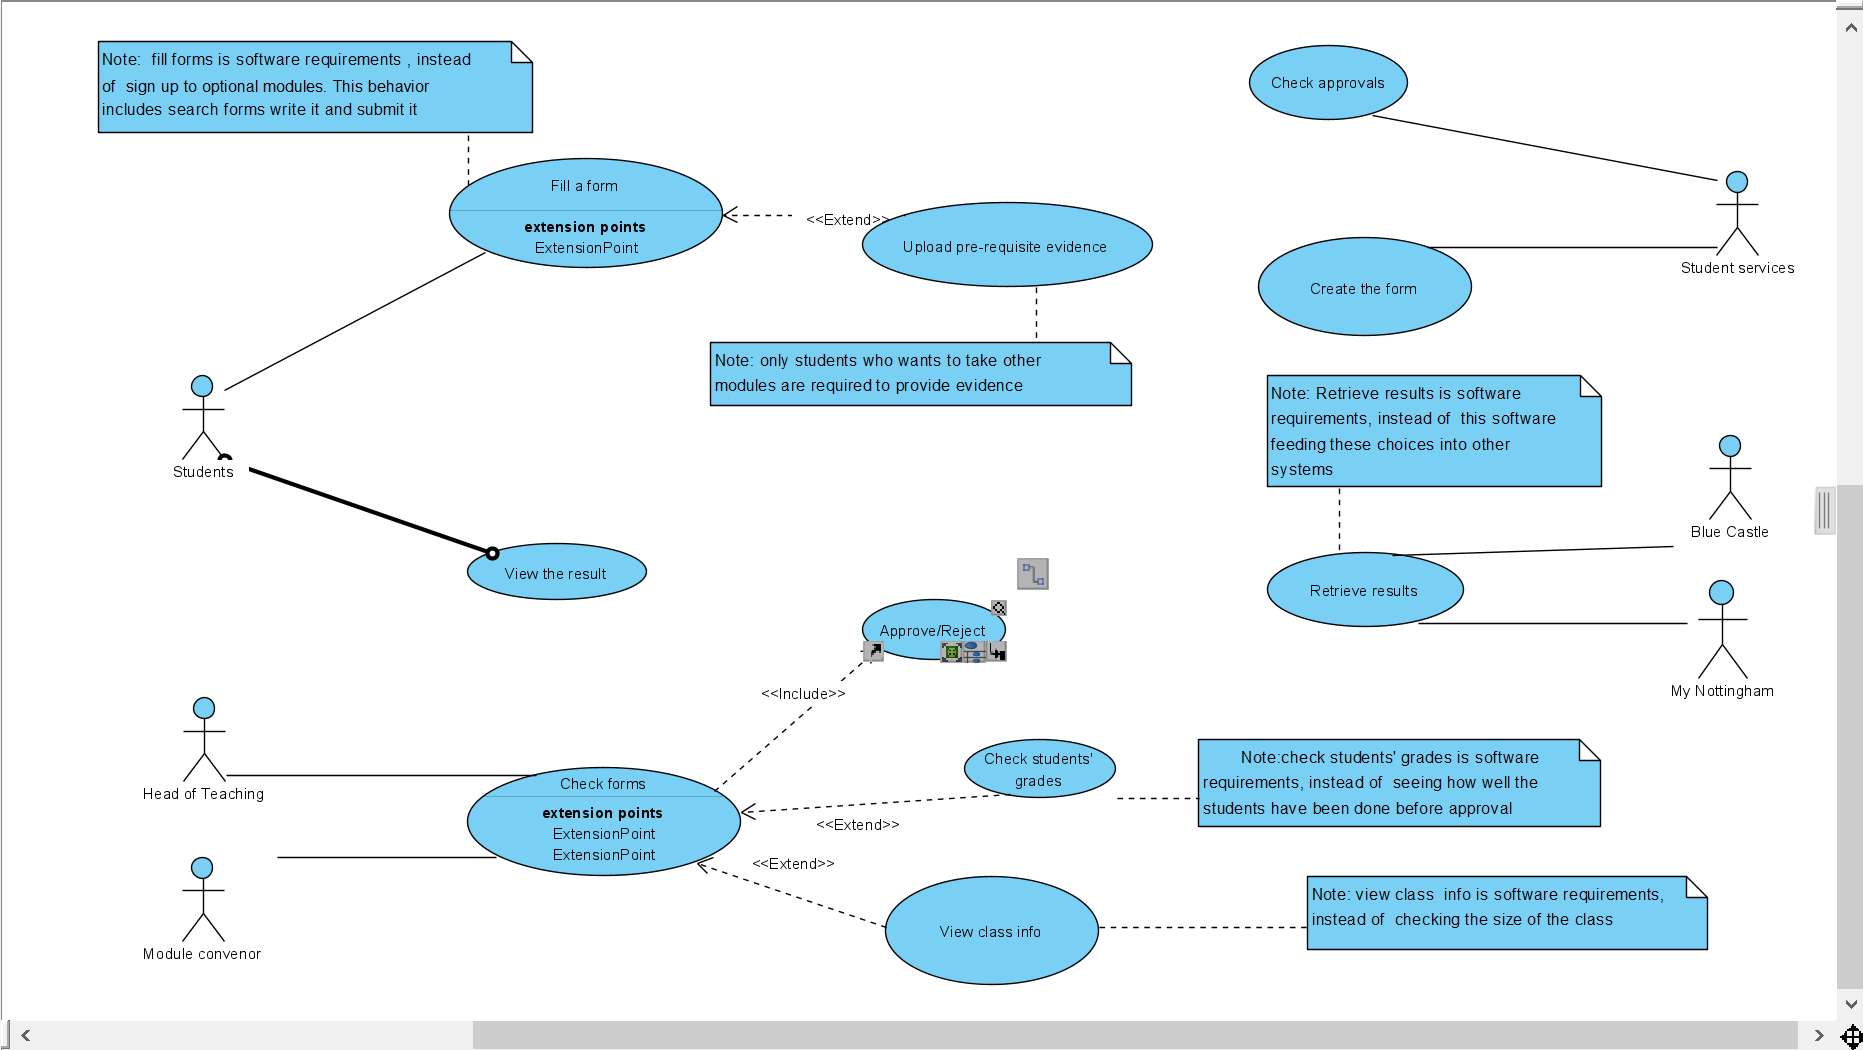 Note:  fill forms is software requirements , instead
of  sign up to optional modules. This behavior
includes search forms write it and submit it
Check approvals
Fill a form
extension points
ExtensionPoint
<<Extend>>
Upload pre-requisite evidence
Student services
Create the form
Note: only students who wants to take other
modules are required to provide evidence
Note: Retrieve results is software
requirements, instead of  this software
feeding these choices into other
systems
Students
Blue Castle
View the result
Retrieve results
Approve/Reject
<<Include>>
My Nottingham
Head of Teaching
Check forms
extension points
ExtensionPoint
ExtensionPoint
Check students'
grades
<<Extend>>
Note:check students' grades is software
requirements, instead of  seeing how well the
students have been done before approval
<<Extend>>
Module convenor
View class info
Note: view class  info is software requirements,
instead of  checking the size of the class